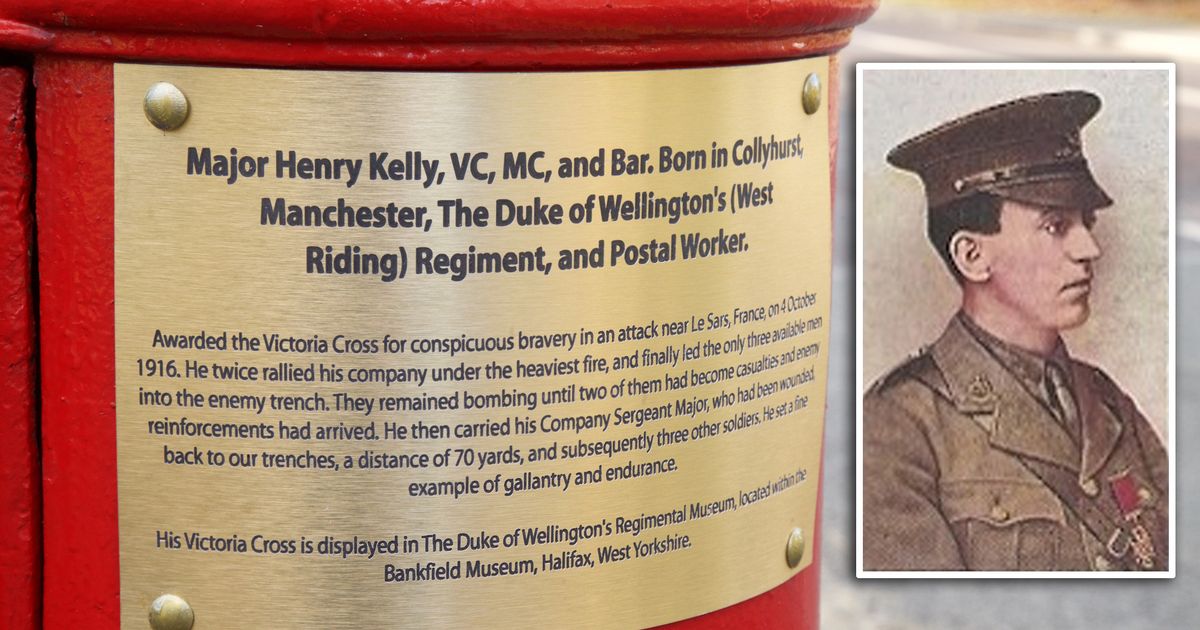 Major Henry Kelly, VC, MC, and Bar. Born in Collyhurst,
Manchester, The Duke of Wellington's (West
Riding) Regiment, and Postal Worker.
Awarded the Victoria Cross for conspicuous bravery in an attack near Le Sars, France, on 4 October
1916. He twice rallied his company under the heaviest fire, and finally led the only three available men
into the enemy trench. They remained bombing until two of them had become casualties and enemy
reinforcements had arrived. He then carried his Company Sergeant Major, who had been wounded,
back to our trenches, a distance of 70 yards, and subsequently three other soldiers. He set a fine
example of gallantry and endurance.
His Victoria Cross is displayed in The Duke of Wellington's Regimental Museum, located within the
Bankfield Museum, Halifax, West Yorkshire.